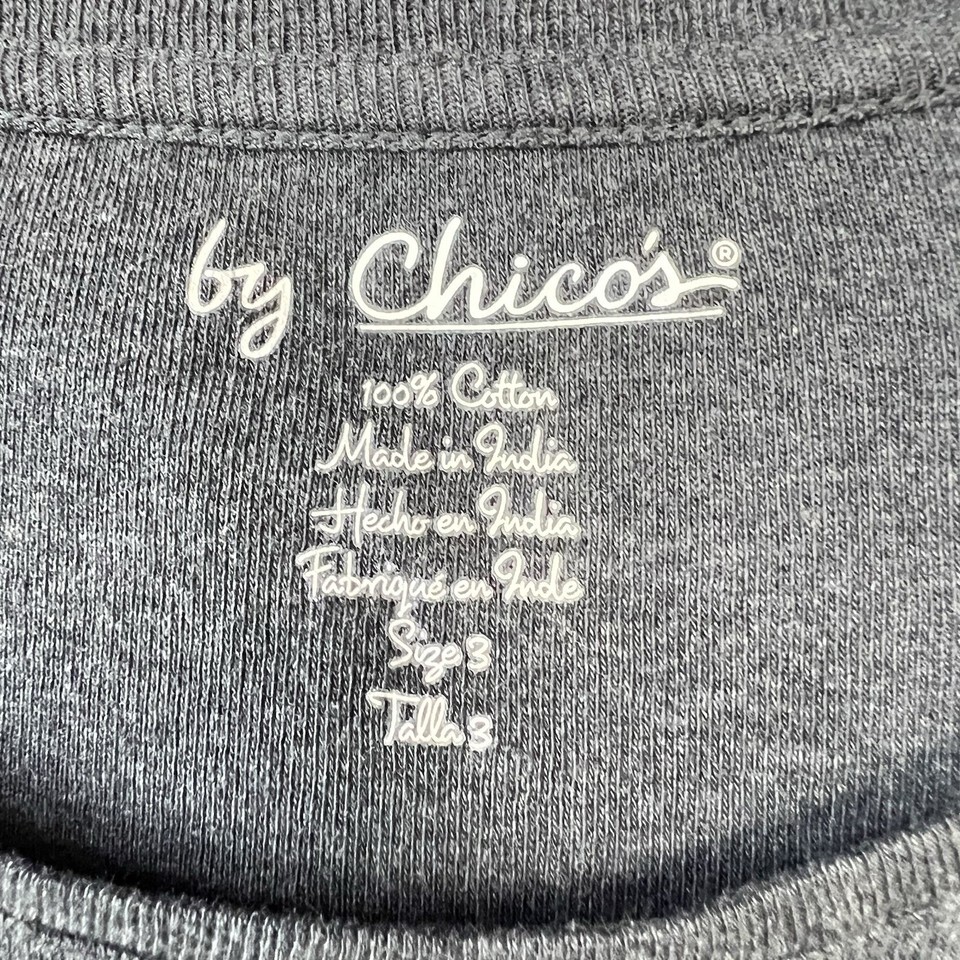 by Chico's®
100% Cotton
Made in India
Hecho en India
Fabriqué en Inde
Size 3
Talla 3